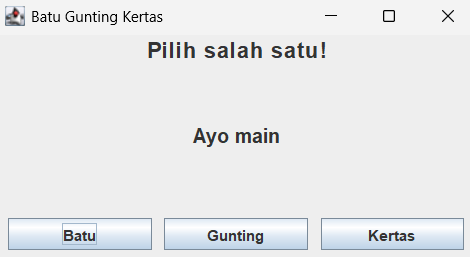 Batu Gunting Kertas
Pilih salah satu!
Ayo main
Batu
Gunting
Kertas